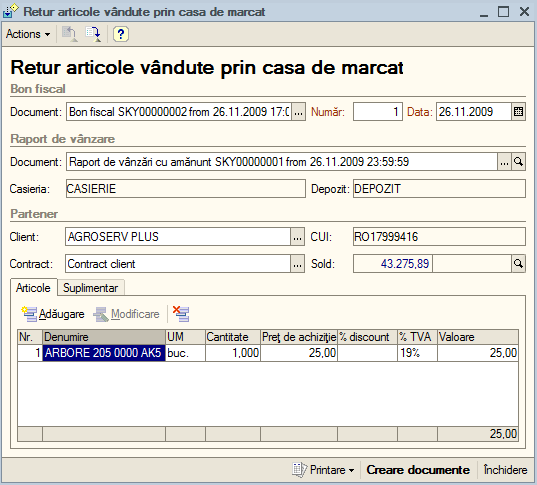 Retur articole vândute prin casa de marcat
Actions
Retur articole vândute prin casa de marcat
Bon fiscal
Document: Bon fiscal SKY00000002 from 26.11.2009 17:0 ... Număr: 1 Data: 26.11.2009
Raport de vânzare
Document: Raport de vânzări cu amănunt SKY00000001 from 26.11.2009 23:59:59 ...
Casieria: CASIERIE Depozit: DEPOZIT
Partener
Client: AGROSERV PLUS ... CUI: RO17999416
Contract: Contract client ... Sold: 43.275,89
Articole Suplimentar
Adăugare Modificare
Nr. Denumire UM Cantitate Preţ de achiziţie % discount % TVA Valoare
1 ARBORE 205 0000 AK5 buc. 1,000 25,00 19% 25,00
25,00
Printare Creare documente Închidere